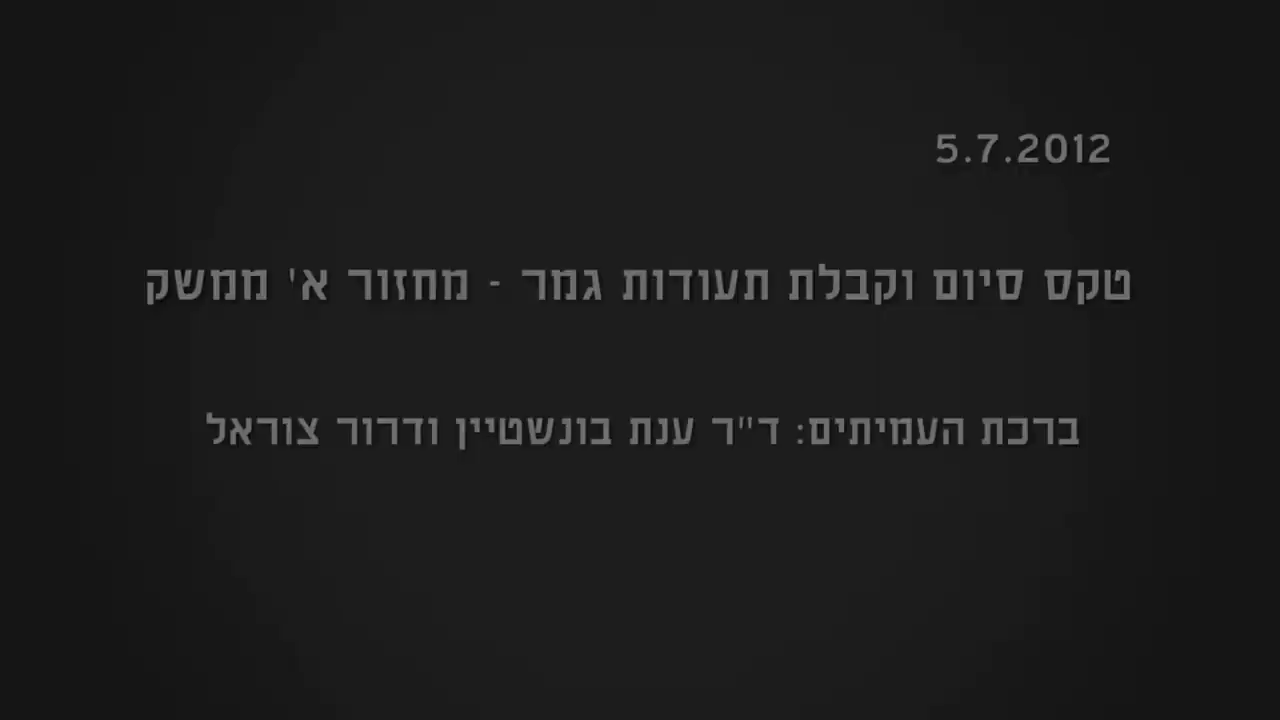 5.7.2012
טקס סיום וקבלת תעודות גמר - מחזור א' ממשק
ברכת העמיתים: ד"ר ענת בונשטיין ודרור צוראל